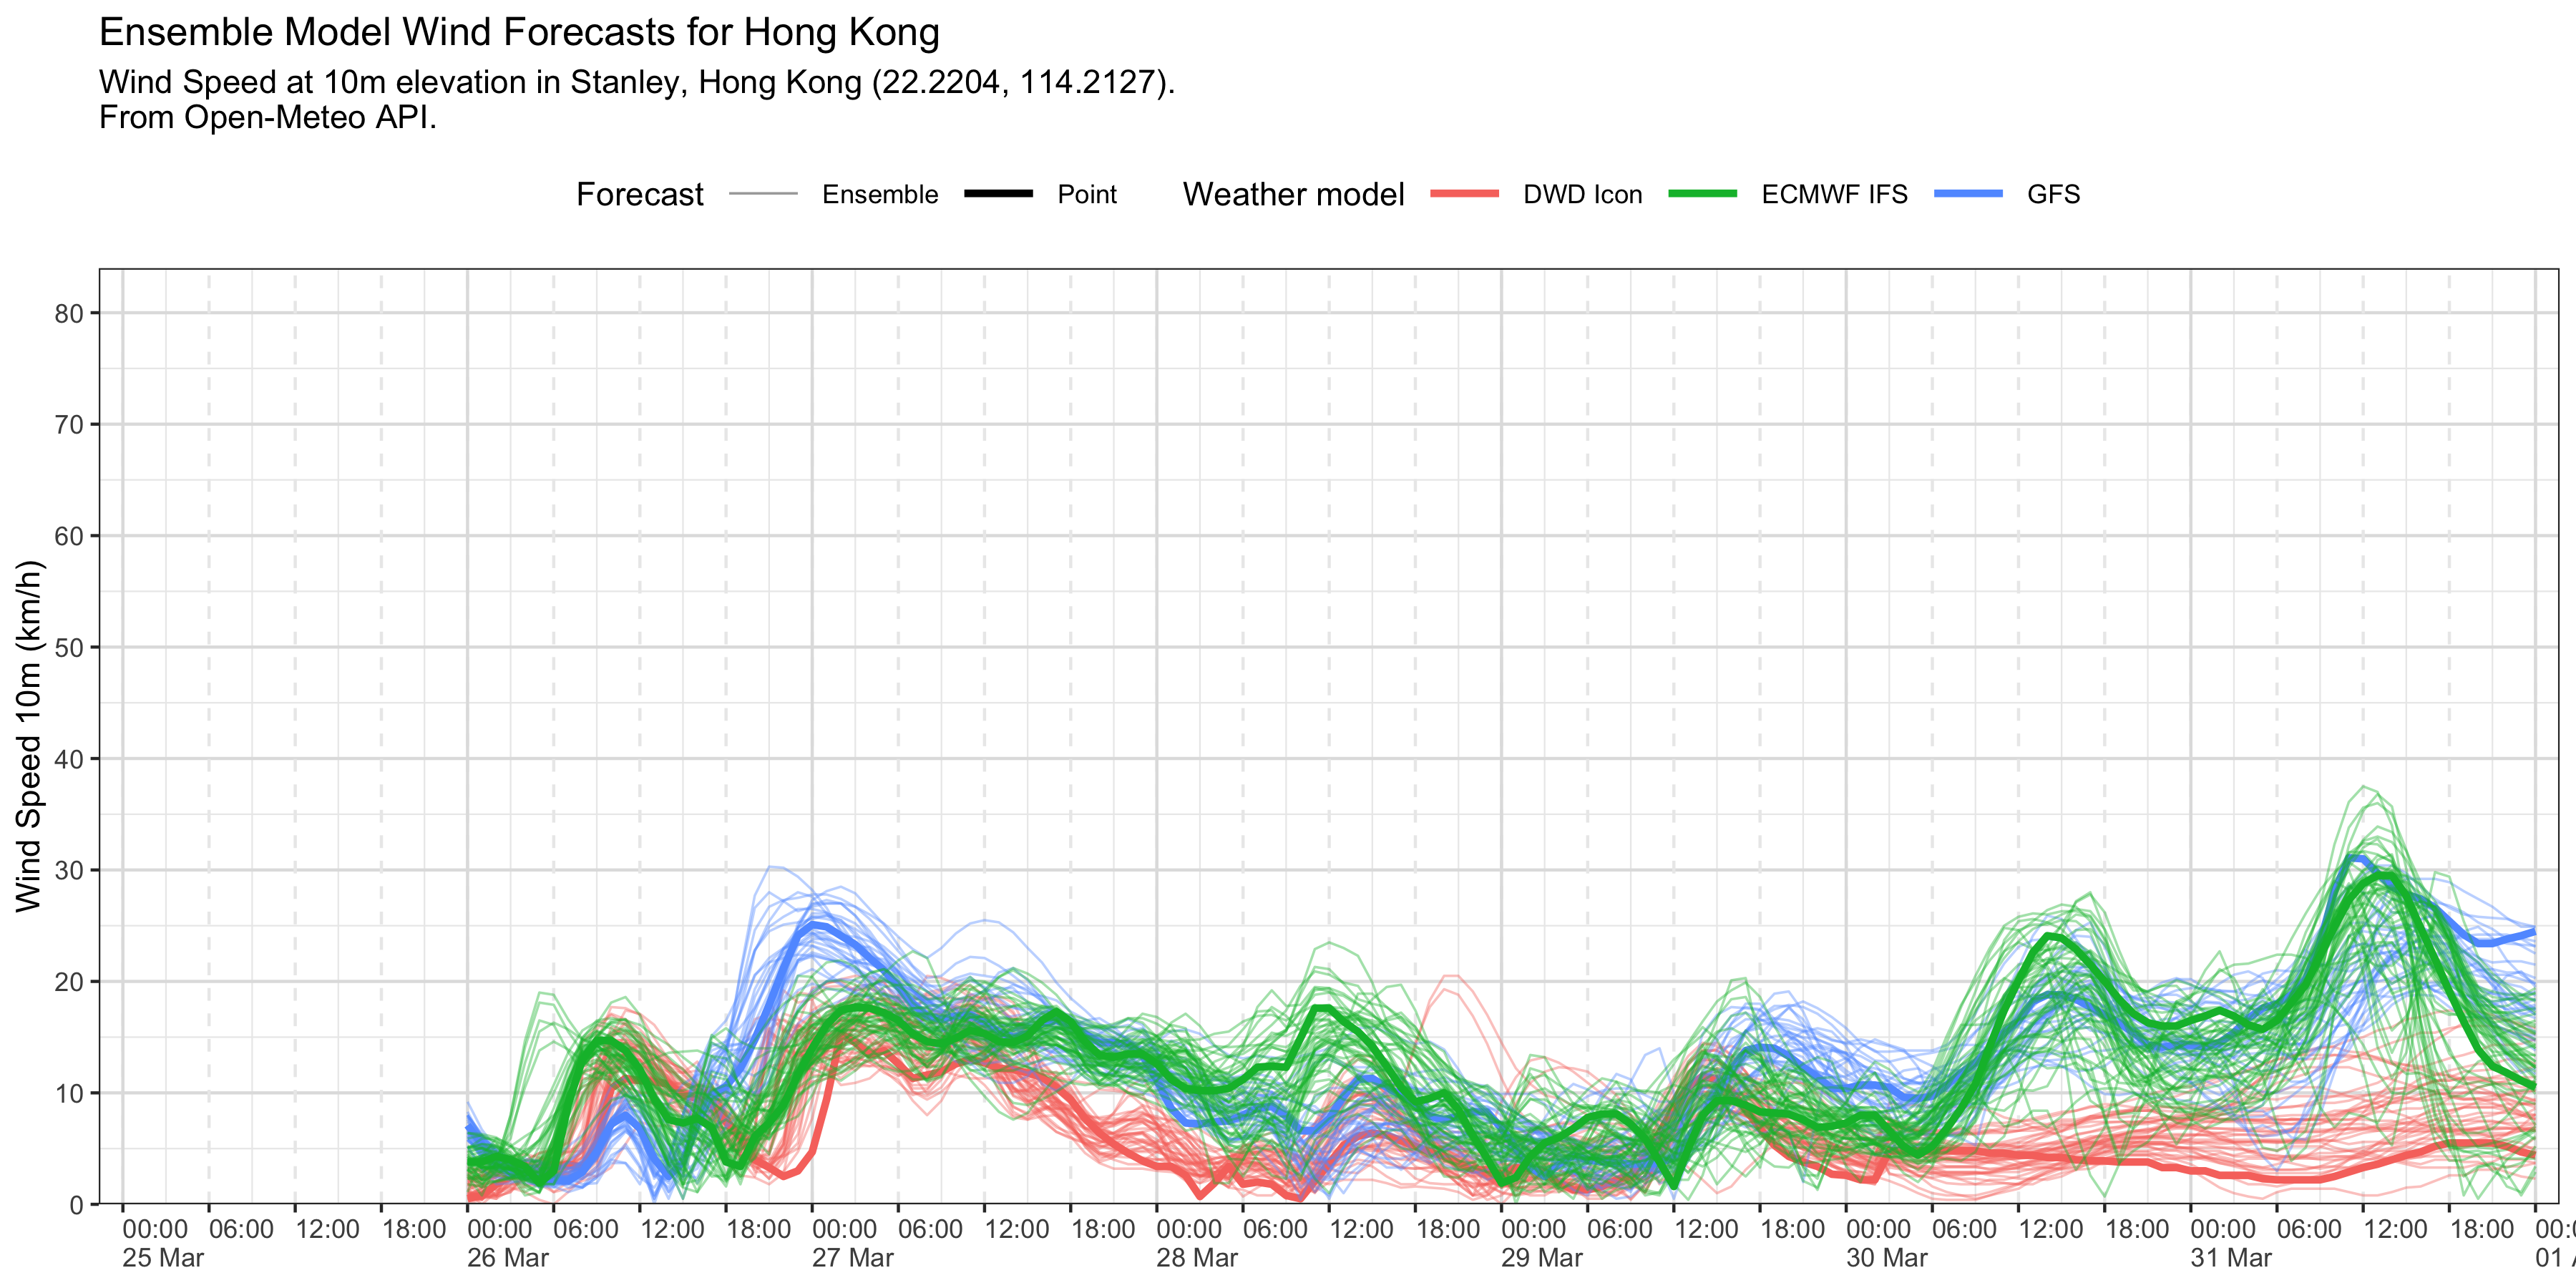 Ensemble Model Wind Forecasts for Hong Kong
Wind Speed at 10m elevation in Stanley, Hong Kong (22.2204, 114.2127).
From Open-Meteo API.
Forecast Ensemble Point Weather model DWD Icon ECMWF IFS GFS
Wind Speed 10m (km/h)
80
70
60
50
40
30
20
10
0
00:00 06:00 12:00 18:00 00:00 06:00 12:00 18:00 00:00 06:00 12:00 18:00 00:00 06:00 12:00 18:00 00:00 06:00 12:00 18:00 00:00 06:00 12:00 18:00 00:00 06:00 12:00 18:00
25 Mar 26 Mar 27 Mar 28 Mar 29 Mar 30 Mar 31 Mar 01